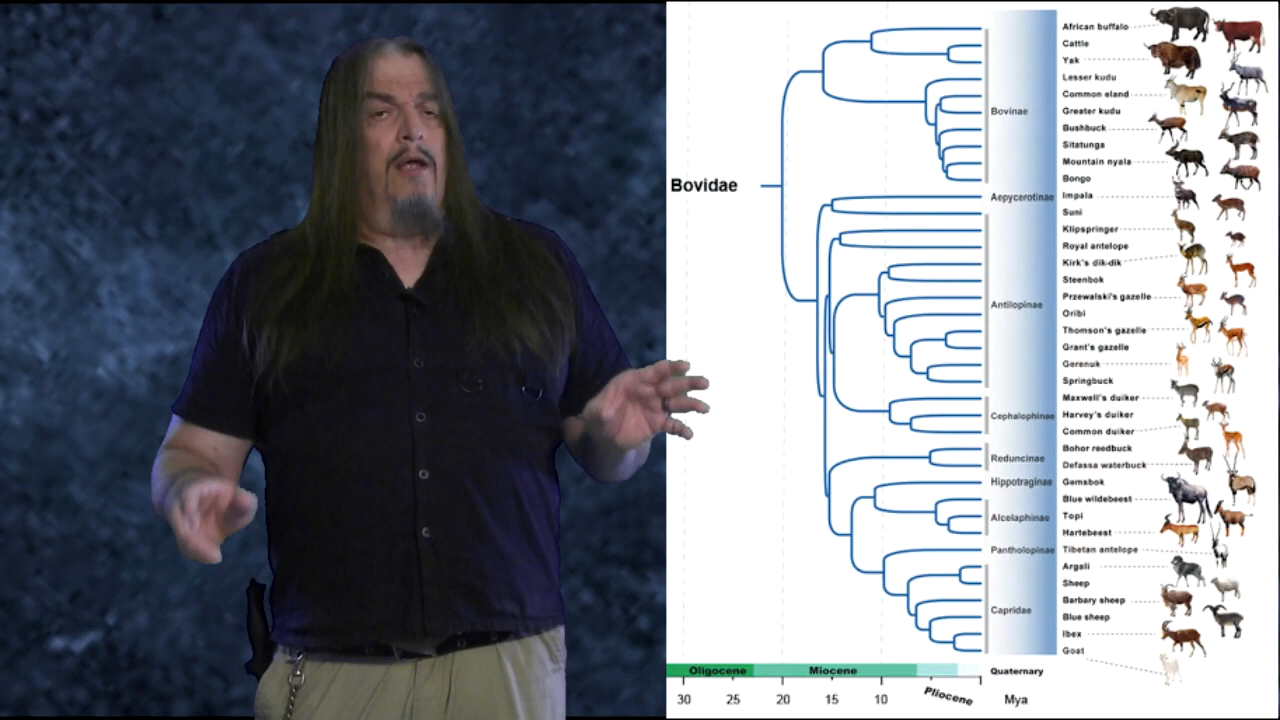 Bovidae
African buffalo
Cattle
Yak
Lesser kudu
Common eland
Greater kudu
Bovinae
Bushbuck
Sitatunga
Mountain nyala
Bongo
Aepycerotinae
Impala
Suni
Klipspringer
Royal antelope
Kirk's dik-dik
Steenbok
Przewalski's gazelle
Antilopinae
Oribi
Thomson's gazelle
Grant's gazelle
Gerenuk
Springbuck
Maxwell's duiker
Cephalophinae
Harvey's duiker
Common duiker
Bohor reedbuck
Reduncinae
Defassa waterbuck
Hippotraginae
Gemsbok
Blue wildebeest
Alcelaphinae
Topi
Hartebeest
Pantholopinae
Tibetan antelope
Argali
Sheep
Barbary sheep
Capridae
Blue sheep
Ibex
Goat
Oligocene Miocene Pliocene Quaternary
30 25 20 15 10 Mya